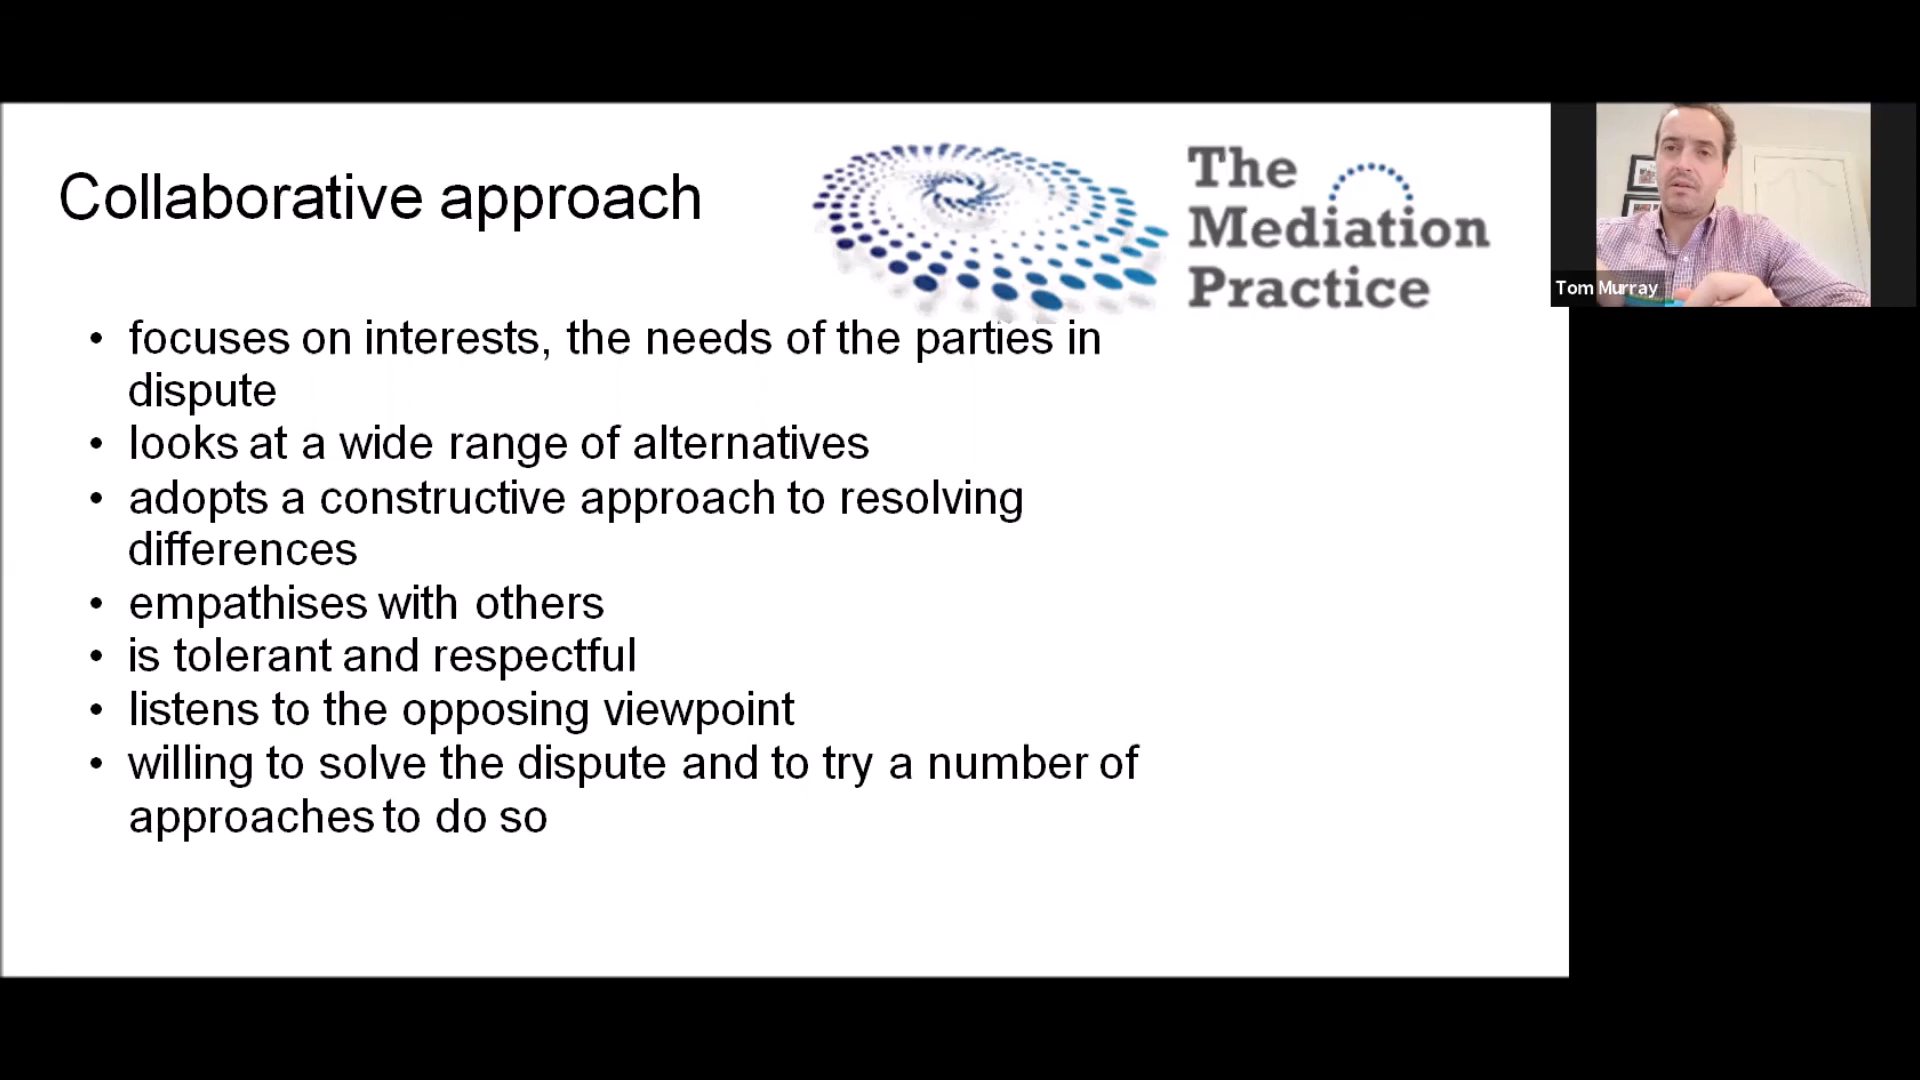 Collaborative approach
The
Mediation
Practice
Tom Murray
• focuses on interests, the needs of the parties in
dispute
• looks at a wide range of alternatives
• adopts a constructive approach to resolving
differences
• empathises with others
• is tolerant and respectful
• listens to the opposing viewpoint
• willing to solve the dispute and to try a number of
approaches to do so